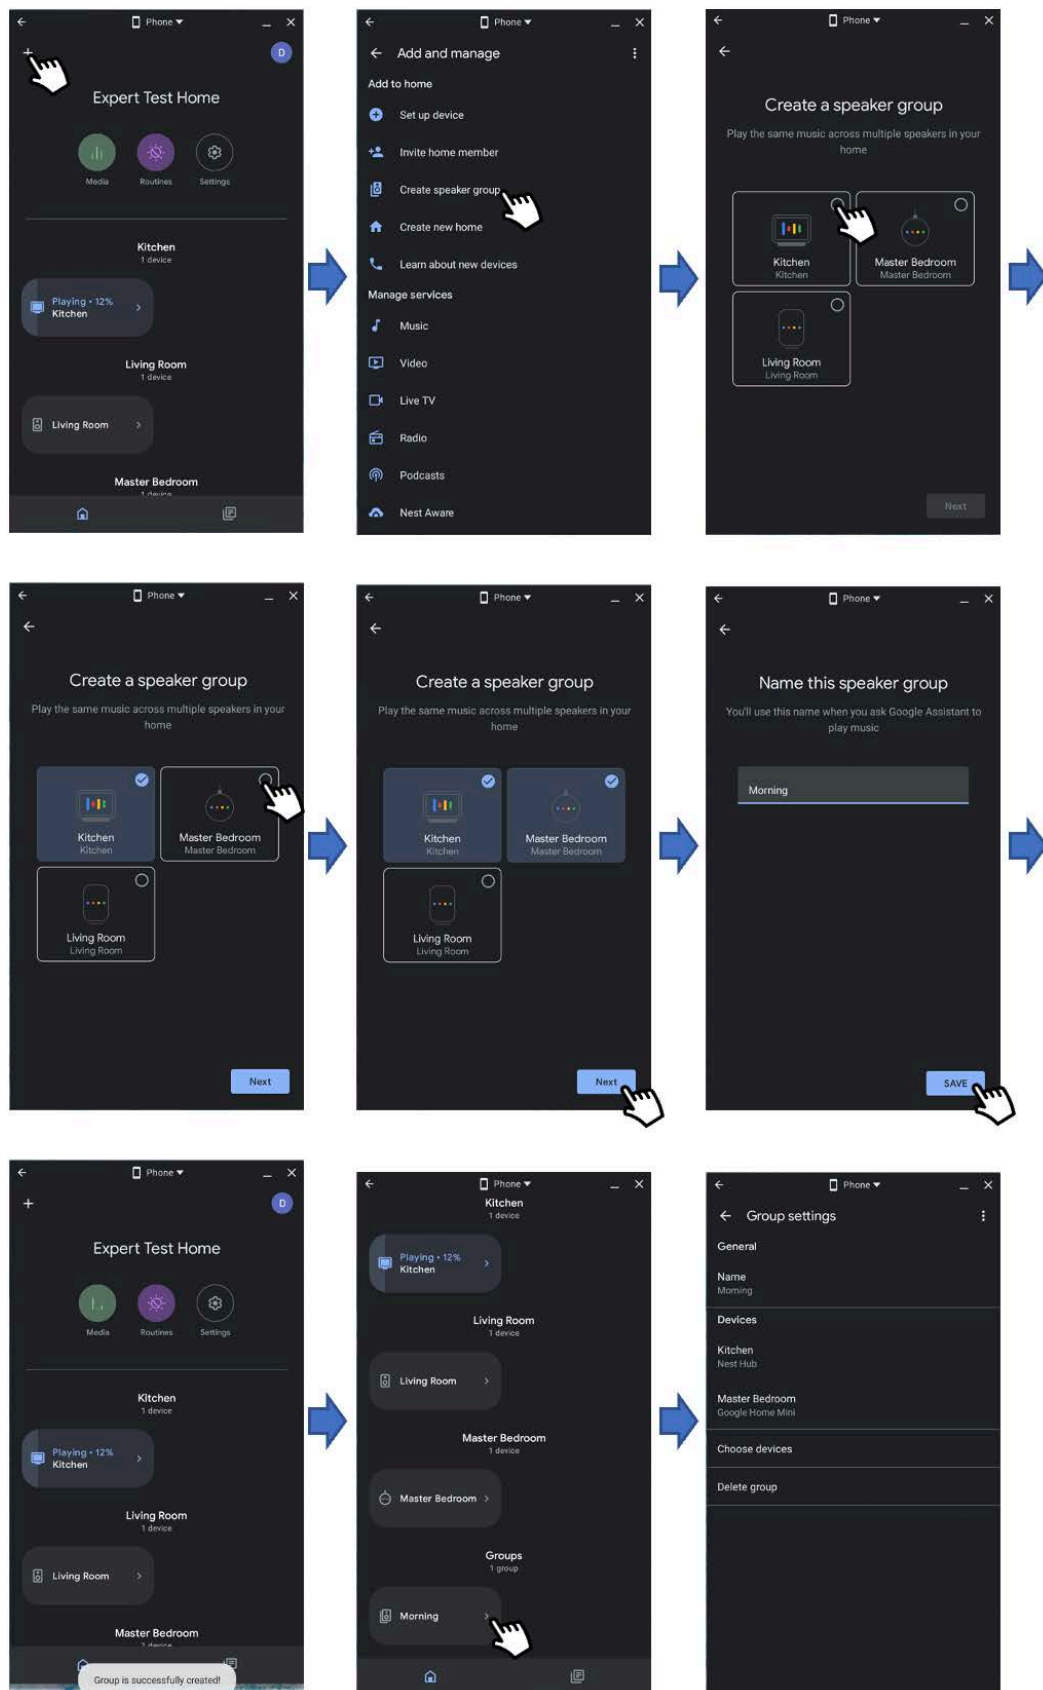 Phone
D
Expert Test Home
Media Routines Settings
Kitchen
1 device
Playing • 12%
Kitchen
Living Room
1 device
Living Room
Master Bedroom
1 device
Phone
Add and manage
Add to home
Set up device
Invite home member
Create speaker group
Create new home
Learn about new devices
Manage services
Music
Video
Live TV
Radio
Podcasts
Nest Aware
Phone
Create a speaker group
Play the same music across multiple speakers in your
home
Kitchen
Kitchen
Master Bedroom
Master Bedroom
Living Room
Living Room
Next
Phone
Create a speaker group
Play the same music across multiple speakers in your
home
Kitchen
Kitchen
Master Bedroom
Master Bedroom
Living Room
Living Room
Next
Phone
Create a speaker group
Play the same music across multiple speakers in your
home
Kitchen
Kitchen
Master Bedroom
Master Bedroom
Living Room
Living Room
Next
Phone
Name this speaker group
You'll use this name when you ask Google Assistant to
play music
Morning
SAVE
Phone
D
Expert Test Home
Media Routines Settings
Kitchen
1 device
Playing • 12%
Kitchen
Living Room
1 device
Living Room
Master Bedroom
1 device
Group is successfully created!
Phone
Kitchen
1 device
Playing • 12%
Kitchen
Living Room
1 device
Living Room
Master Bedroom
1 device
Master Bedroom
Groups
1 group
Morning
Phone
Group settings
General
Name
Morning
Devices
Kitchen
Nest Hub
Master Bedroom
Google Home Mini
Choose devices
Delete group